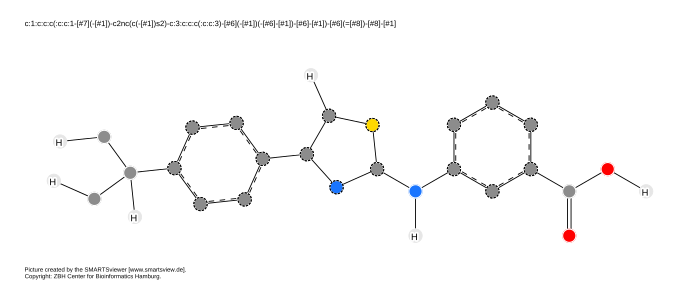 c:1:c:c:c(:c:c:1-[#7](-[#1])-c2nc(c(-[#1])s2)-c:3:c:c:c(:c:c:3)-[#6](-[#1])(-[#6]-[#1])-[#6]-[#1])-[#6](=[#8])-[#8]-[#1]
H
H
H
H
H
H
H
Picture created by the SMARTSviewer [www.smartsview.de].
Copyright: ZBH Center for Bioinformatics Hamburg.